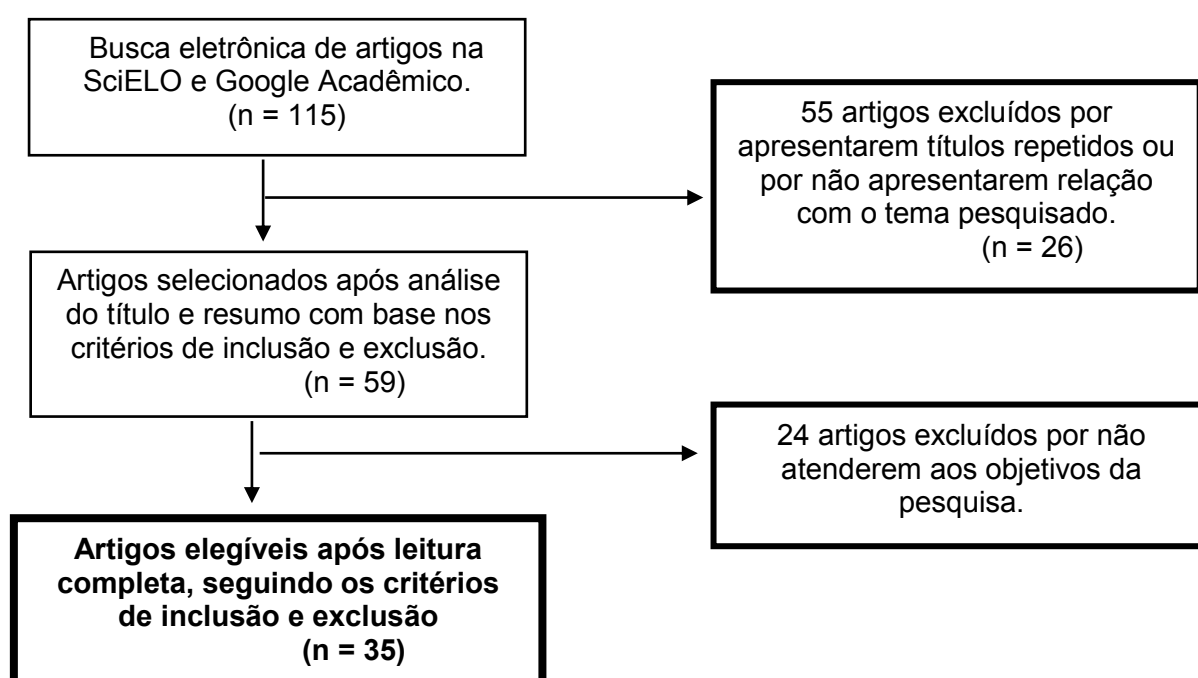 Busca eletrônica de artigos na
SciELO e Google Acadêmico.
(n = 115)
55 artigos excluídos por
apresentarem títulos repetidos ou
por não apresentarem relação
com o tema pesquisado.
(n = 26)
Artigos selecionados após análise
do título e resumo com base nos
critérios de inclusão e exclusão.
(n = 59)
24 artigos excluídos por não
atenderem aos objetivos da
pesquisa.
Artigos elegíveis após leitura
completa, seguindo os critérios
de inclusão e exclusão
(n = 35)